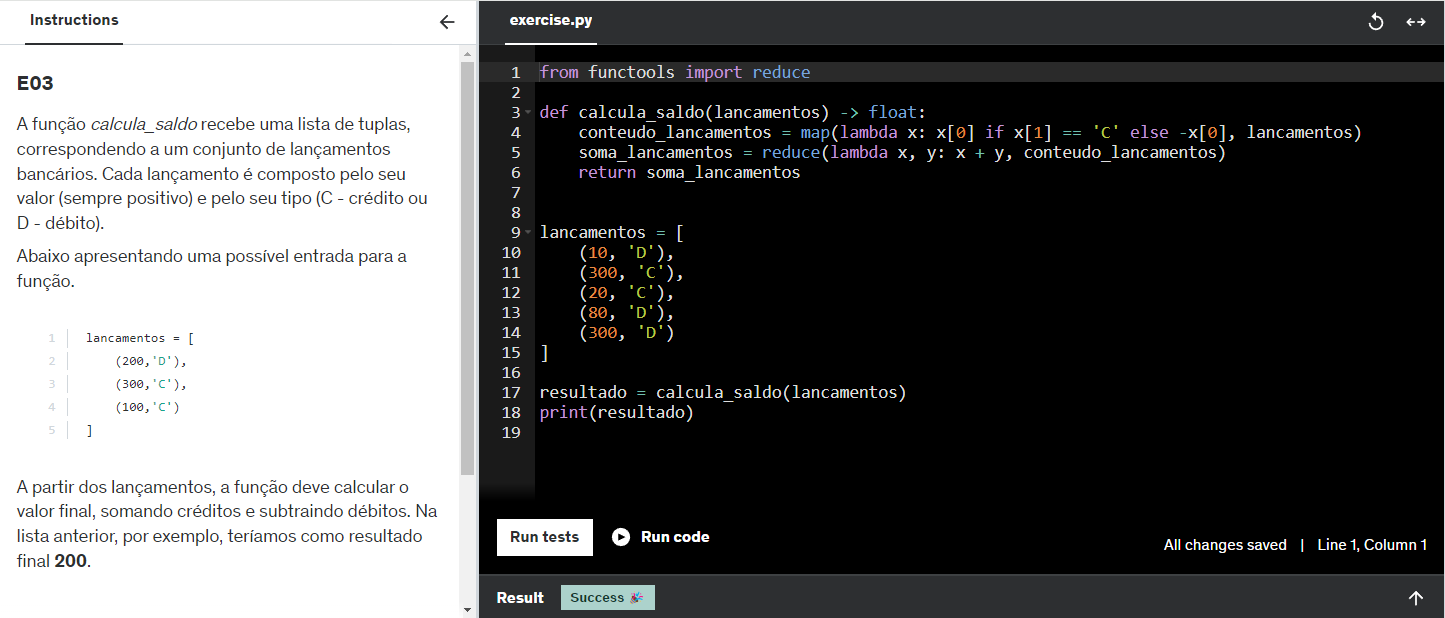 Instructions
E03
A função calcula_saldo recebe uma lista de tuplas,
correspondendo a um conjunto de lançamentos
bancários. Cada lançamento é composto pelo seu
valor (sempre positivo) e pelo seu tipo (C - crédito ou
D - débito).
Abaixo apresentando uma possível entrada para a
função.
1 lancamentos = [
2     (200,'D'),
3     (300,'C'),
4     (100,'C')
5 ]
A partir dos lançamentos, a função deve calcular o
valor final, somando créditos e subtraindo débitos. Na
lista anterior, por exemplo, teríamos como resultado
final 200.
exercise.py
1 from functools import reduce
2
3 def calcula_saldo(lancamentos) -> float:
4     conteudo_lancamentos = map(lambda x: x[0] if x[1] == 'C' else -x[0], lancamentos)
5     soma_lancamentos = reduce(lambda x, y: x + y, conteudo_lancamentos)
6     return soma_lancamentos
7
8
9 lancamentos = [
10     (10, 'D'),
11     (300, 'C'),
12     (20, 'C'),
13     (80, 'D'),
14     (300, 'D')
15 ]
16
17 resultado = calcula_saldo(lancamentos)
18 print(resultado)
19
Run tests Run code
All changes saved | Line 1, Column 1
Result Success